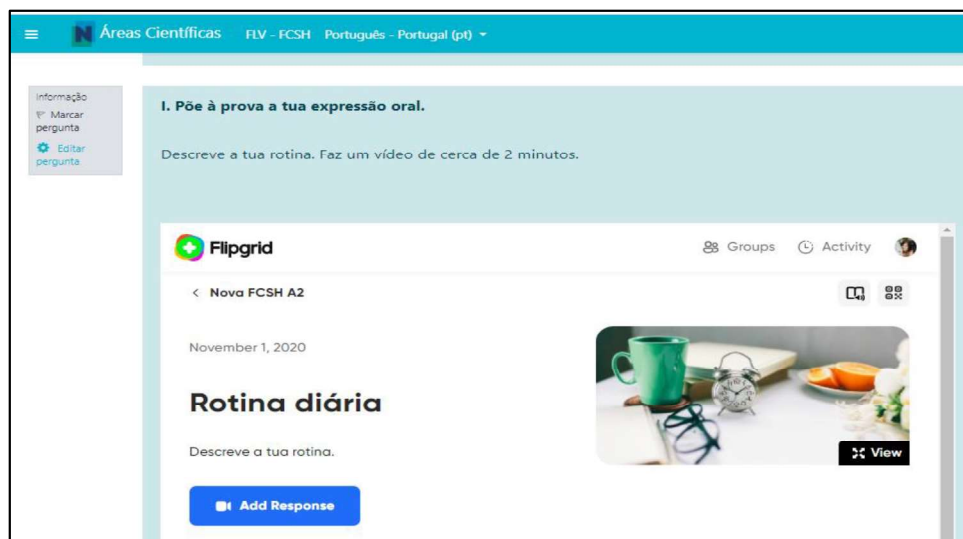 Áreas Científicas FLV - FCSH Português - Portugal (pt)
Informação
Marcar
pergunta
Editar
pergunta
I. Põe à prova a tua expressão oral.
Descreve a tua rotina. Faz um vídeo de cerca de 2 minutos.
Flipgrid Groups Activity
< Nova FCSH A2
November 1, 2020
Rotina diária
Descreve a tua rotina.
View
Add Response